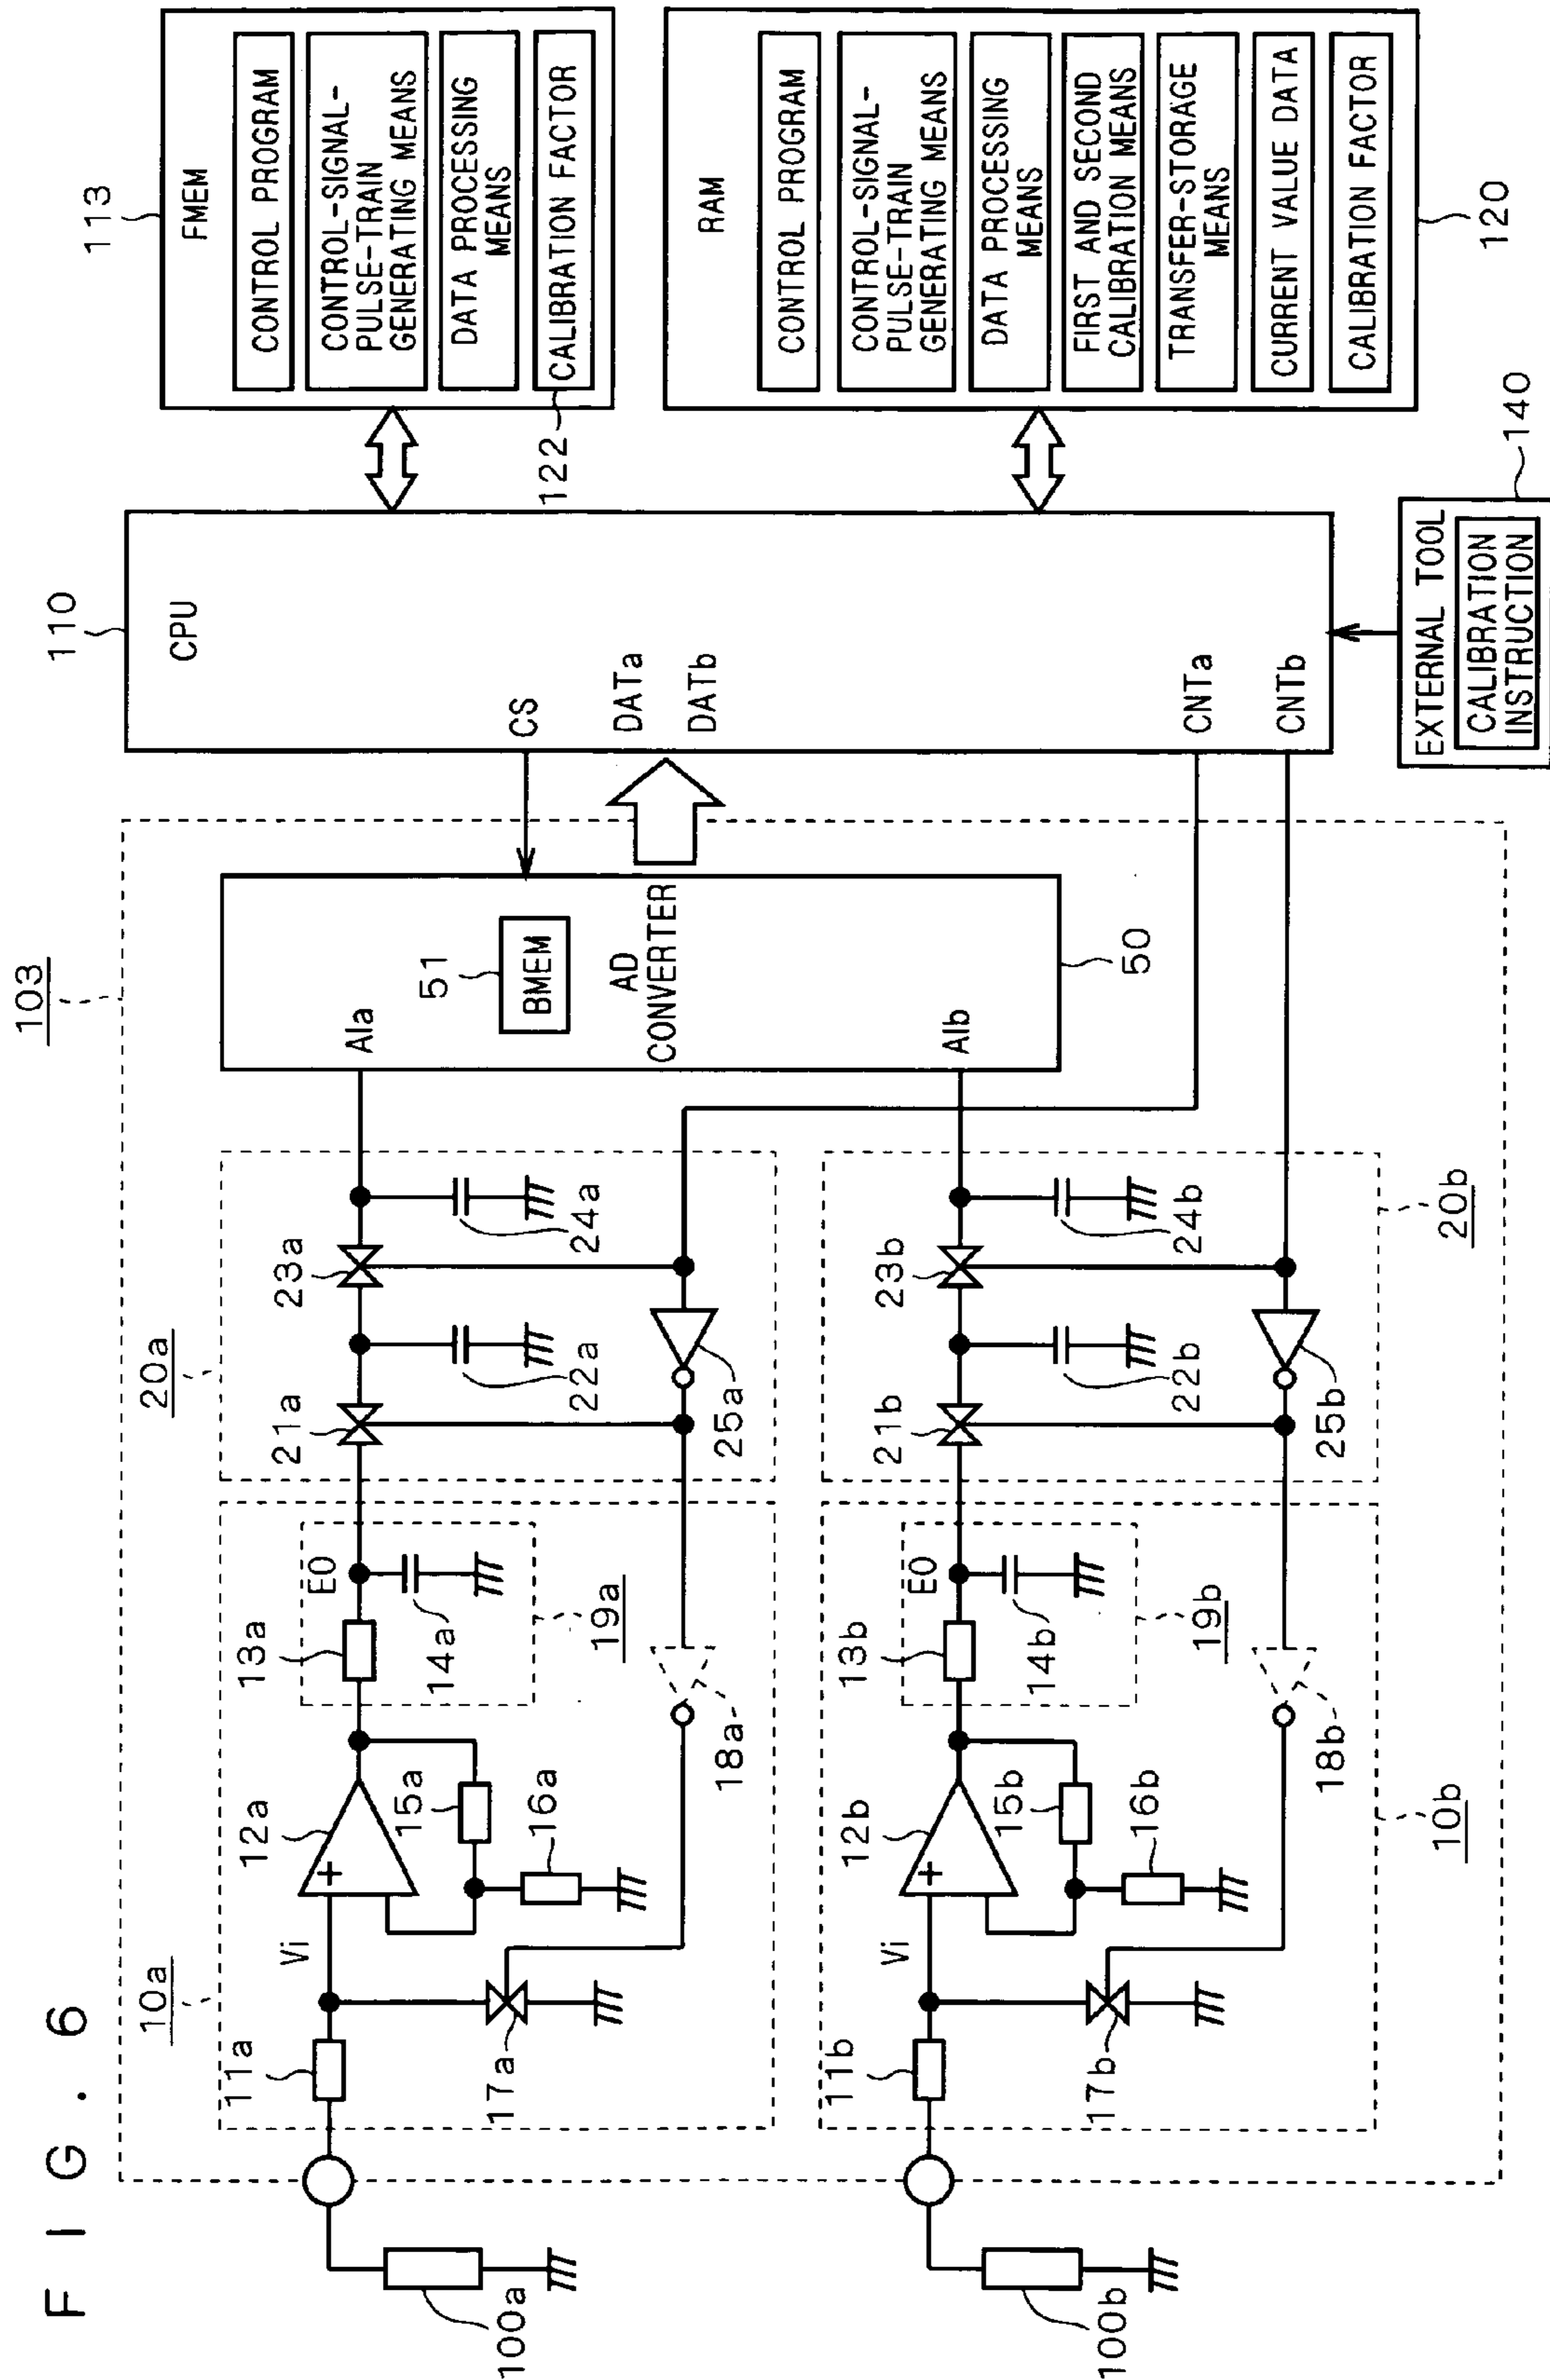 FIG. 6
103
110
113
10a
20a
11a
12a
13a
21a
23a
Vi
E0
AIa
51
BMEM
AD
CONVERTER
50
CS
DATa
DATb
CPU
CNTa
CNTb
FMEM
CONTROL PROGRAM
CONTROL-SIGNAL-
PULSE-TRAIN
GENERATING MEANS
DATA PROCESSING
MEANS
CALIBRATION FACTOR
122
15a
16a
14a
19a
22a
24a
100a
17a
18a
25a
RAM
CONTROL PROGRAM
CONTROL-SIGNAL-
PULSE-TRAIN
GENERATING MEANS
DATA PROCESSING
MEANS
FIRST AND SECOND
CALIBRATION MEANS
TRANSFER-STORAGE
MEANS
CURRENT VALUE DATA
CALIBRATION FACTOR
120
11b
12b
13b
21b
23b
Vi
E0
AIb
15b
16b
14b
19b
22b
24b
100b
17b
18b
25b
10b
20b
EXTERNAL TOOL
CALIBRATION
INSTRUCTION
140